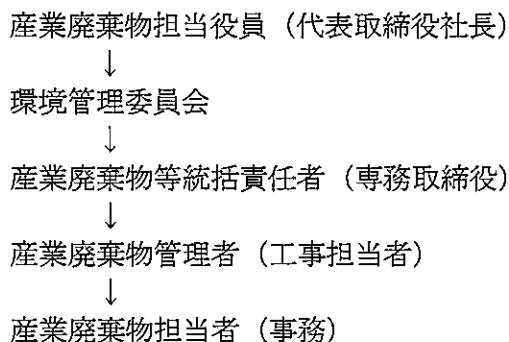 産業廃棄物担当役員（代表取締役社長）
↓
環境管理委員会
↓
産業廃棄物等統括責任者（専務取締役）
↓
産業廃棄物管理者（工事担当者）
↓
産業廃棄物担当者（事務）